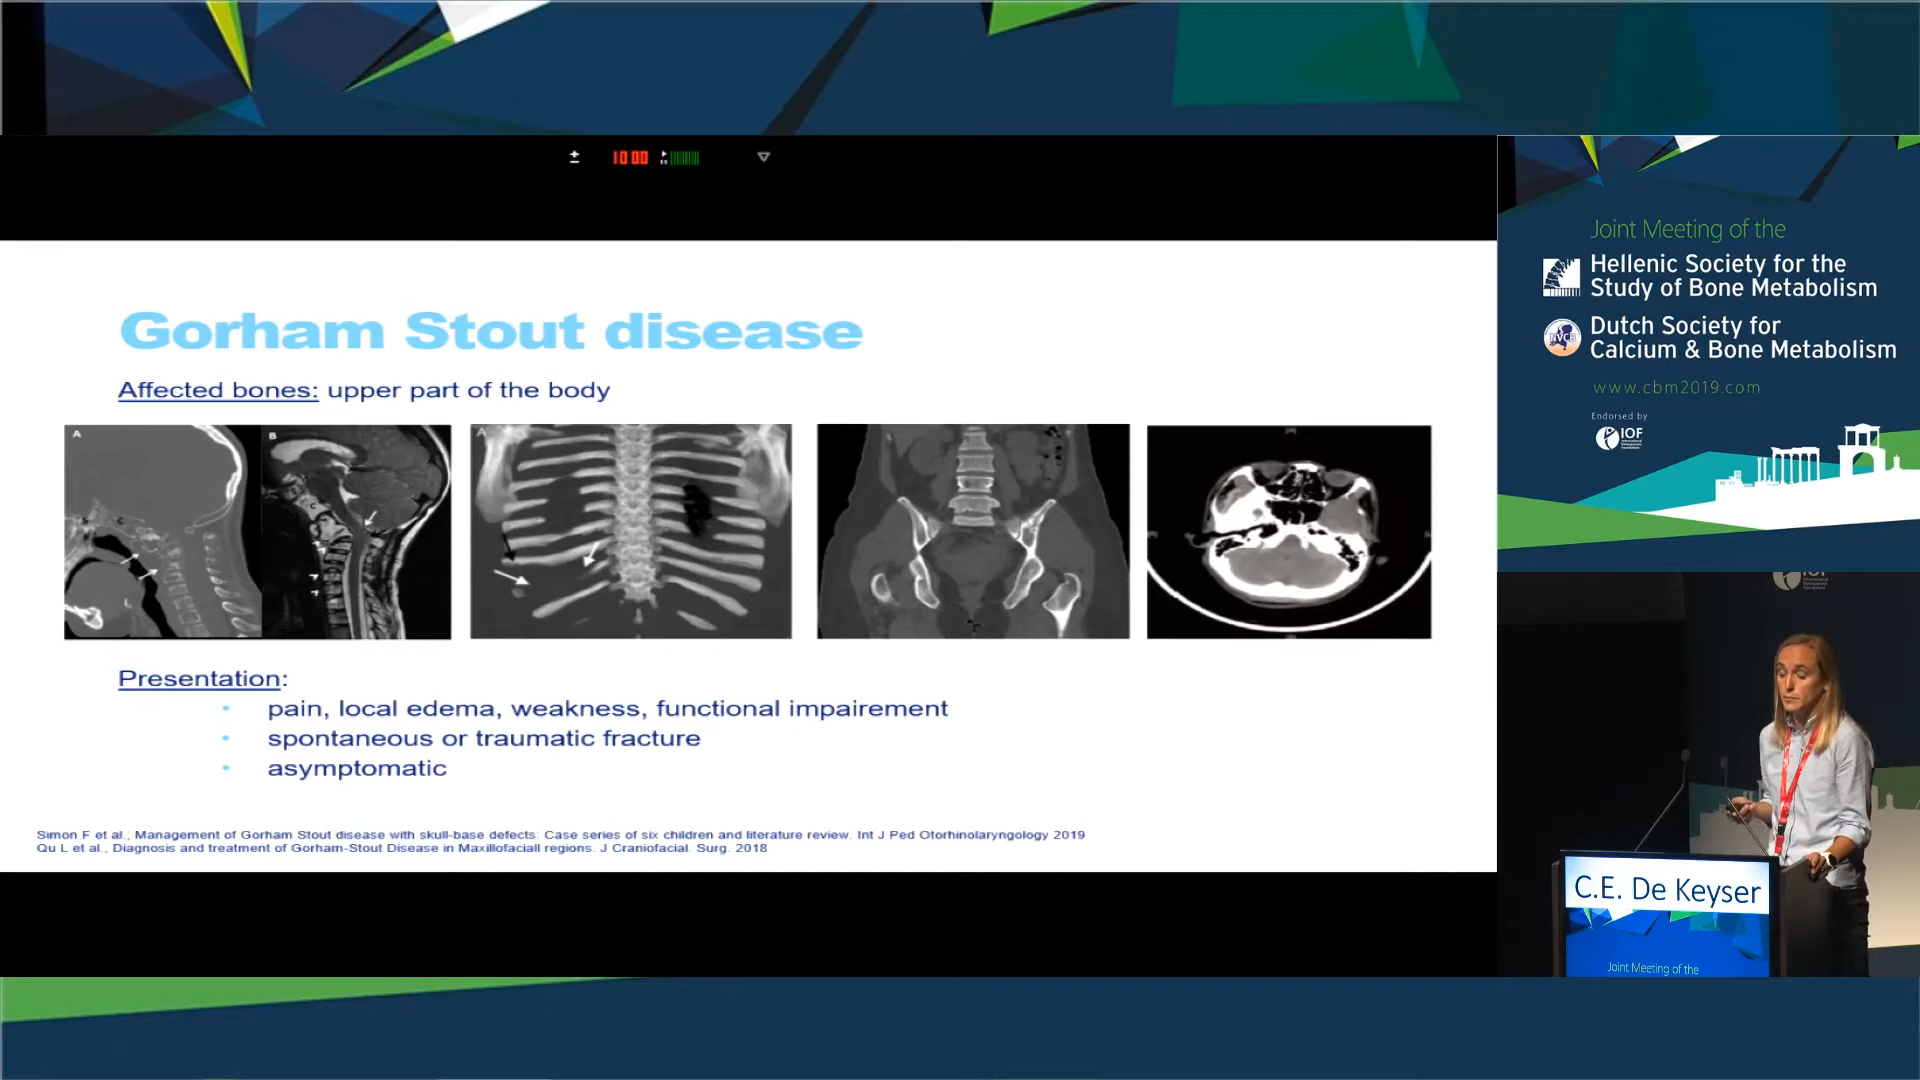 10 00
Gorham Stout disease
Affected bones: upper part of the body
A
B
S
C
C
A
Presentation:
• pain, local edema, weakness, functional impairement
• spontaneous or traumatic fracture
• asymptomatic
Simon F et al., Management of Gorham Stout disease with skull-base defects: Case series of six children and literature review. Int J Ped Otorhinolaryngology 2019
Qu L et al., Diagnosis and treatment of Gorham-Stout Disease in Maxillofaciall regions. J Craniofacial. Surg. 2018
Joint Meeting of the
Hellenic Society for the
Study of Bone Metabolism
NVCB
Dutch Society for
Calcium & Bone Metabolism
www.cbm2019.com
Endorsed by
IOF
C.E. De Keyser
Joint Meeting of the